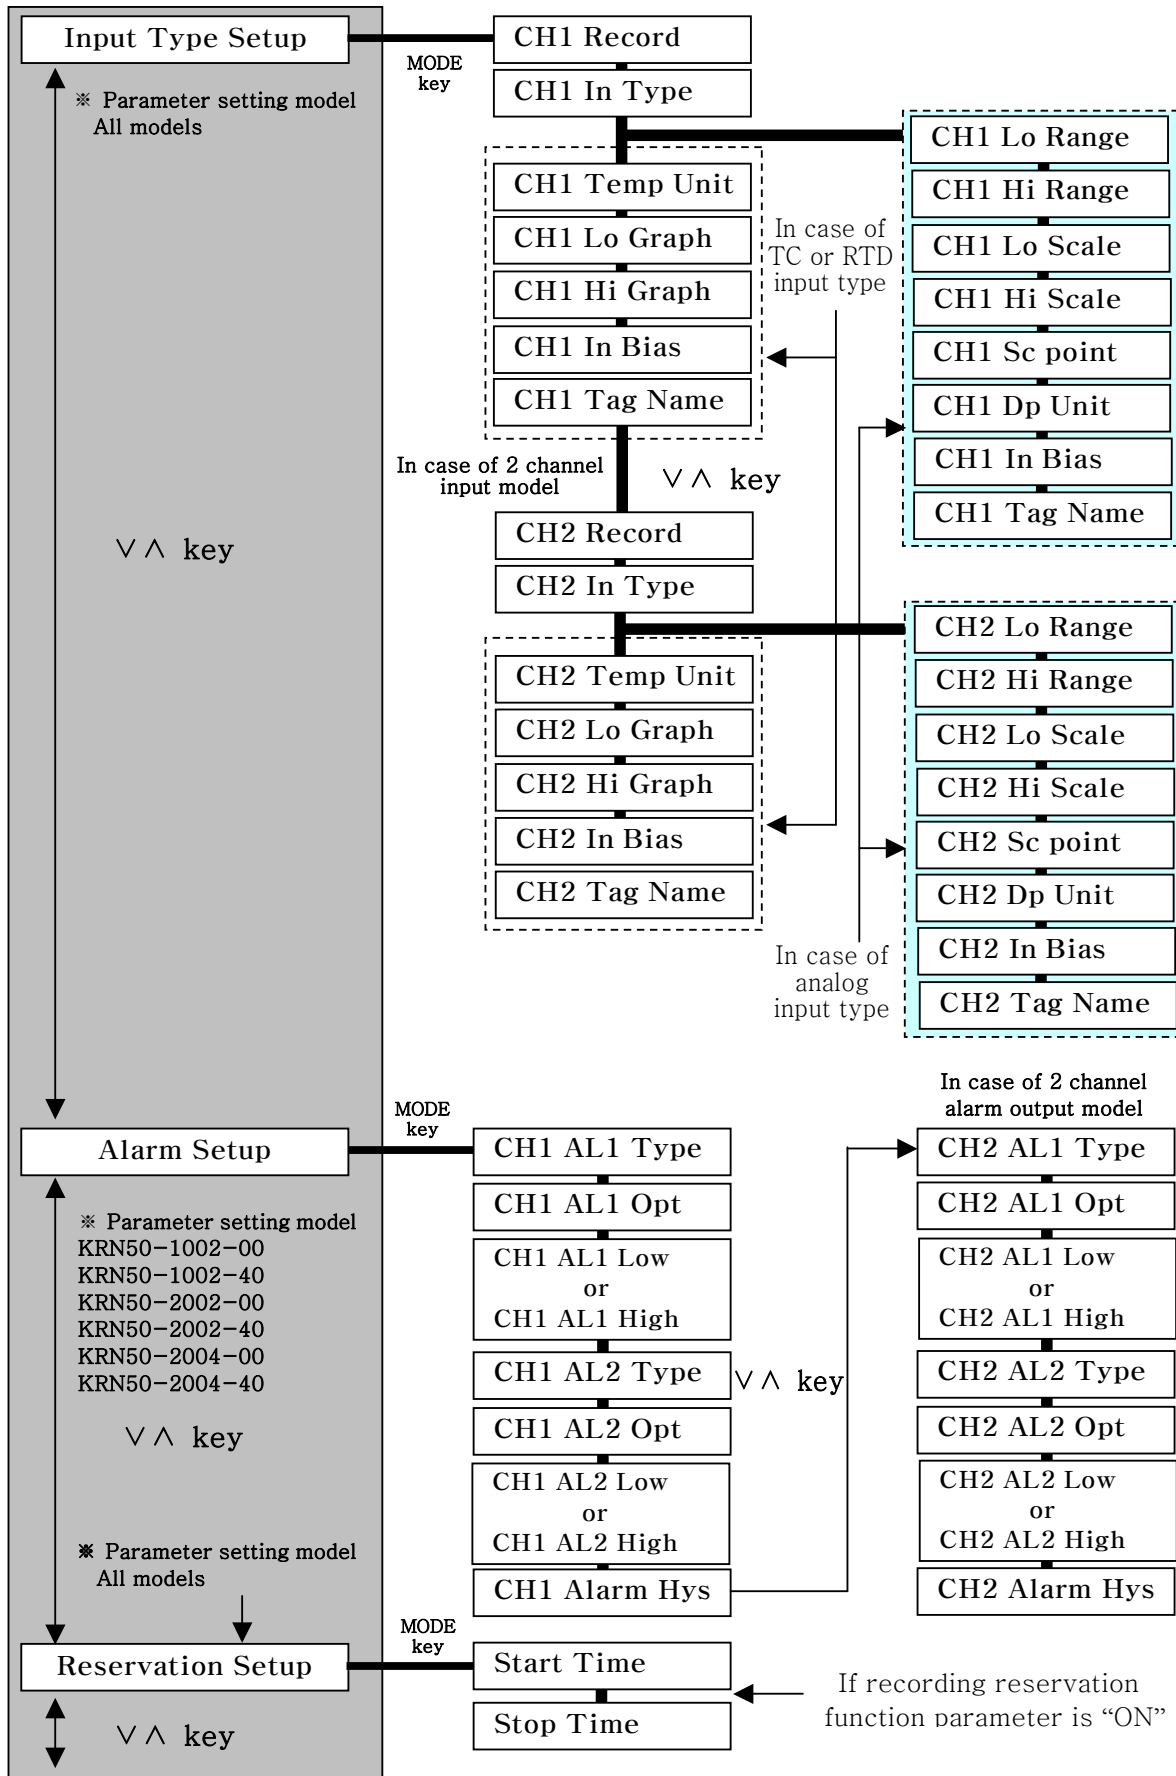 Input Type Setup
MODE
key
※ Parameter setting model
All models
∨∧ key
CH1 Record
CH1 In Type
CH1 Temp Unit
CH1 Lo Graph
CH1 Hi Graph
CH1 In Bias
CH1 Tag Name
In case of
TC or RTD
input type
CH1 Lo Range
CH1 Hi Range
CH1 Lo Scale
CH1 Hi Scale
CH1 Sc point
CH1 Dp Unit
CH1 In Bias
CH1 Tag Name
In case of 2 channel
input model
∨∧ key
CH2 Record
CH2 In Type
CH2 Temp Unit
CH2 Lo Graph
CH2 Hi Graph
CH2 In Bias
CH2 Tag Name
In case of
analog
input type
CH2 Lo Range
CH2 Hi Range
CH2 Lo Scale
CH2 Hi Scale
CH2 Sc point
CH2 Dp Unit
CH2 In Bias
CH2 Tag Name
Alarm Setup
MODE
key
※ Parameter setting model
KRN50-1002-00
KRN50-1002-40
KRN50-2002-00
KRN50-2002-40
KRN50-2004-00
KRN50-2004-40
∨∧ key
CH1 AL1 Type
CH1 AL1 Opt
CH1 AL1 Low
or
CH1 AL1 High
CH1 AL2 Type
CH1 AL2 Opt
CH1 AL2 Low
or
CH1 AL2 High
CH1 Alarm Hys
∨∧ key
In case of 2 channel
alarm output model
CH2 AL1 Type
CH2 AL1 Opt
CH2 AL1 Low
or
CH2 AL1 High
CH2 AL2 Type
CH2 AL2 Opt
CH2 AL2 Low
or
CH2 AL2 High
CH2 Alarm Hys
※ Parameter setting model
All models
Reservation Setup
MODE
key
∨∧ key
Start Time
Stop Time
If recording reservation
function parameter is “ON”